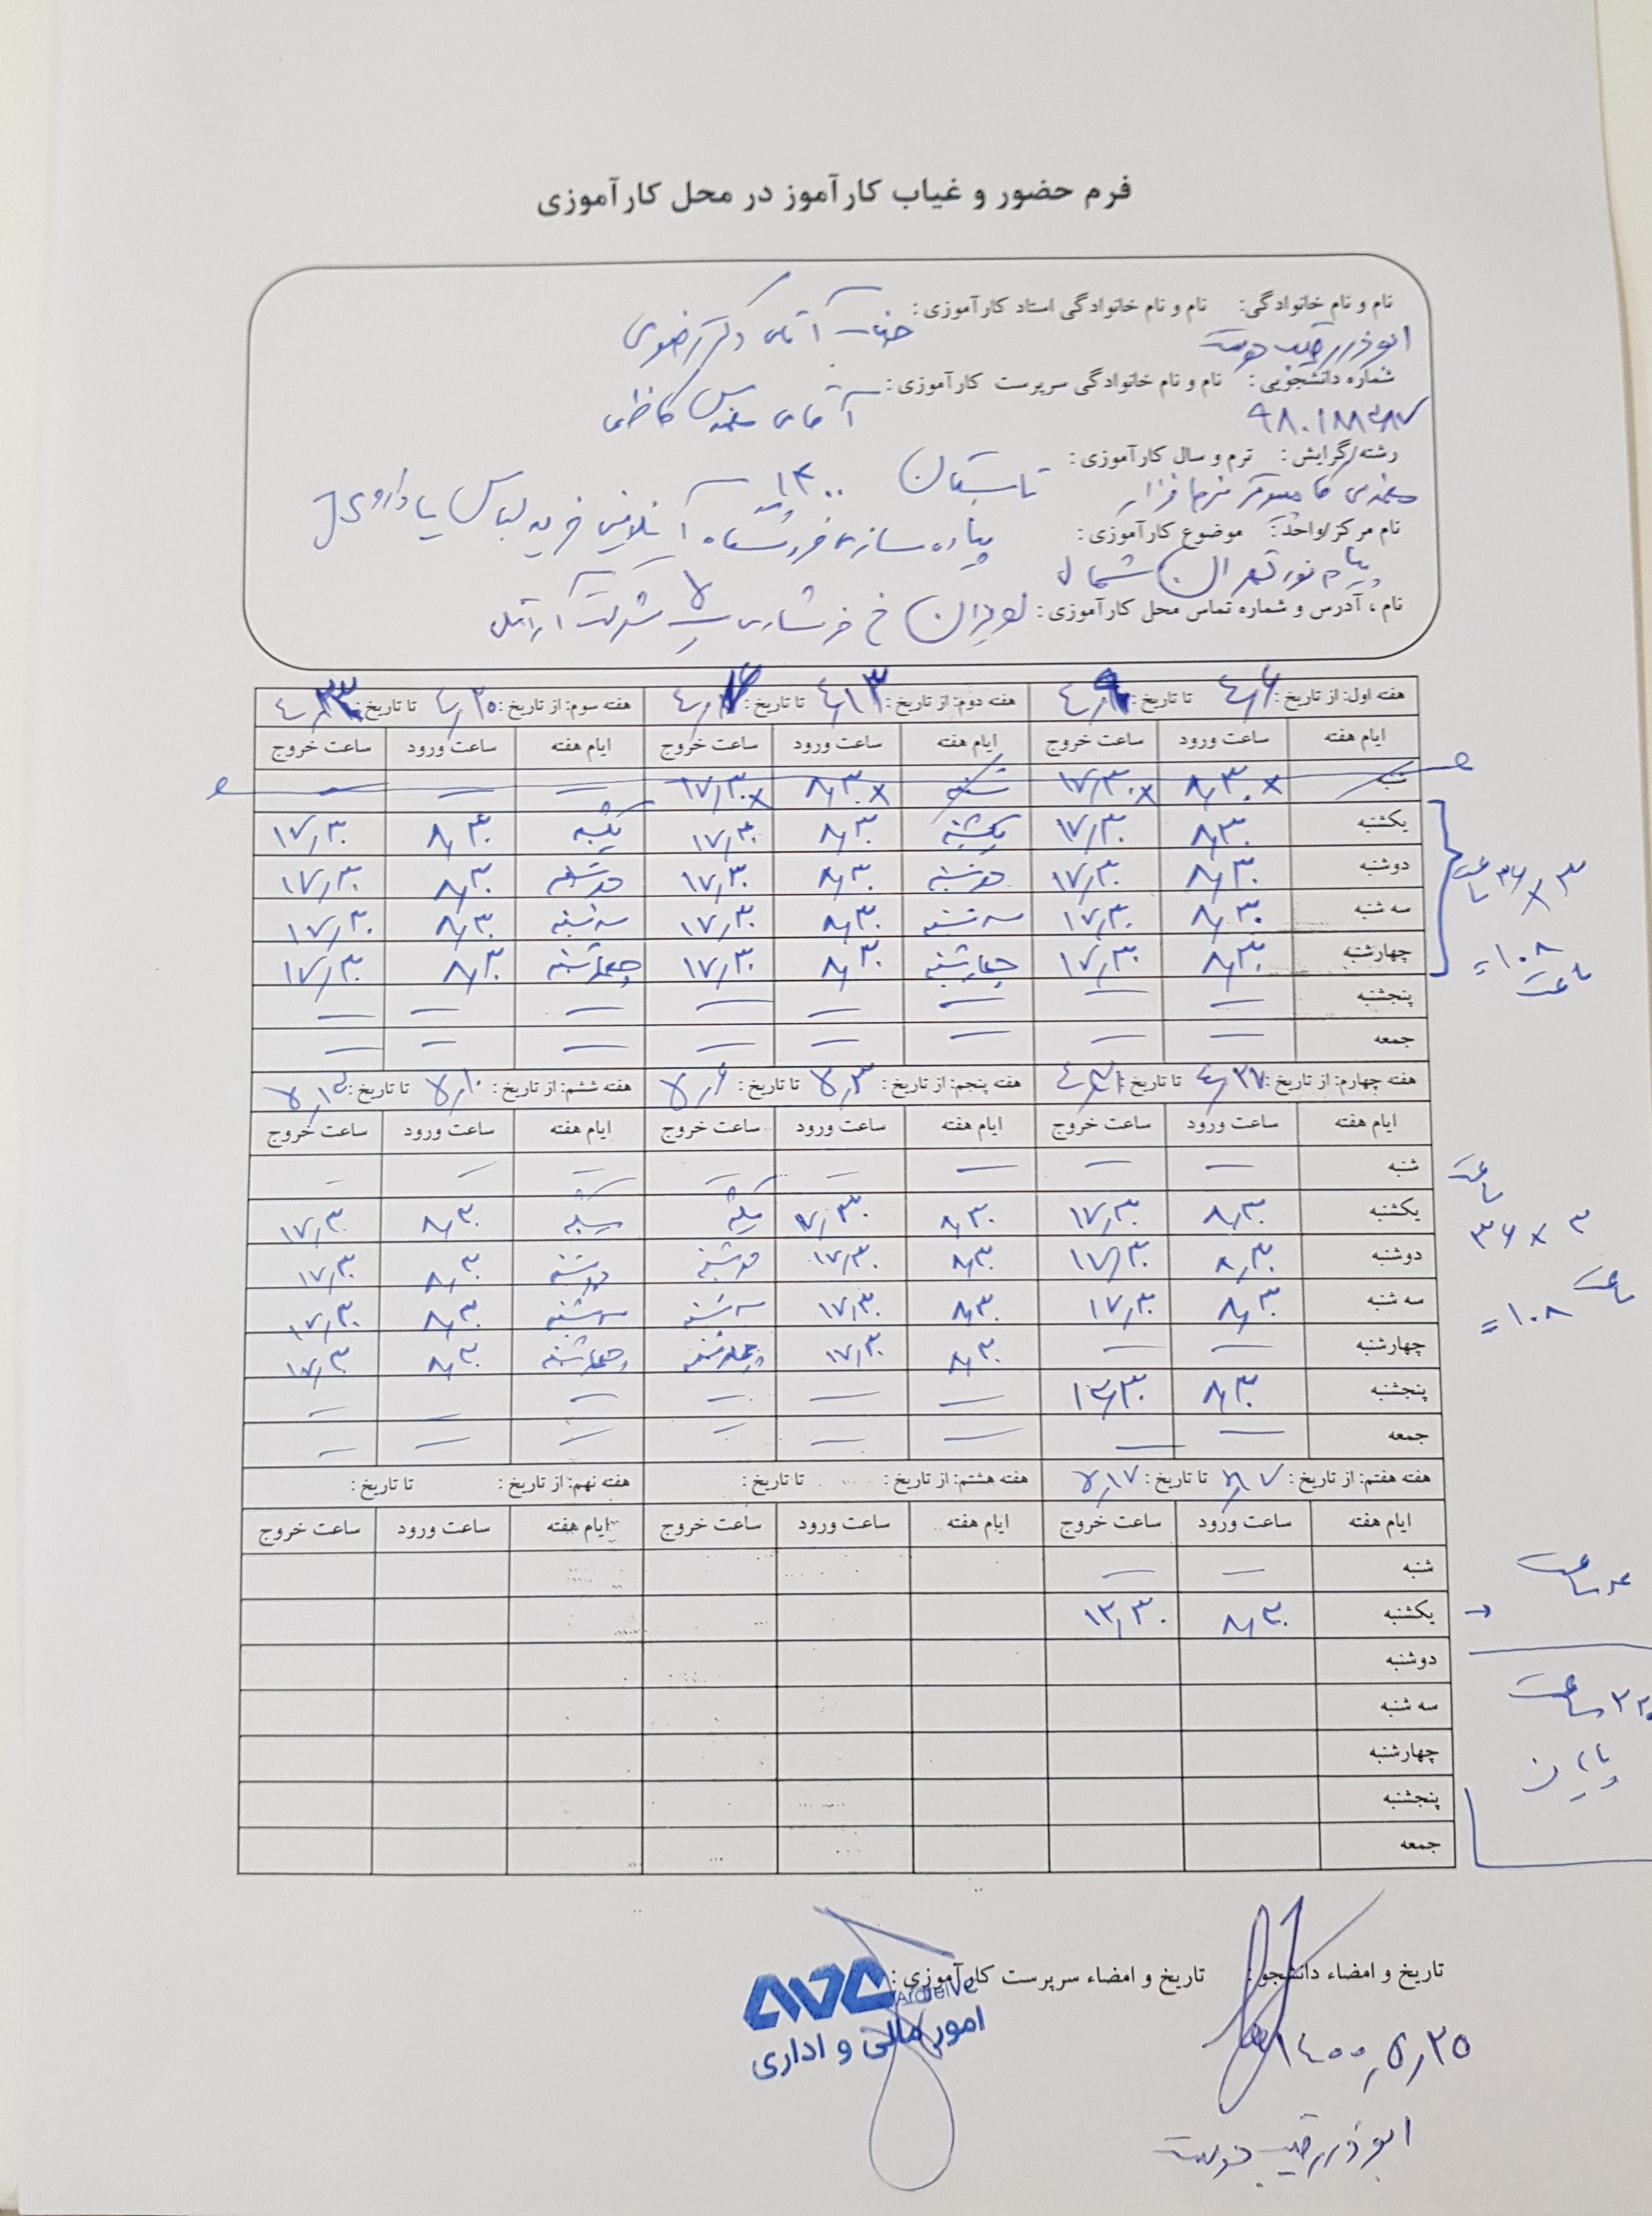 فرم حضور و غیاب کارآموز در محل کارآموزی
نام و نام خانوادگی: نام و نام خانوادگی استاد کارآموزی: جناب آقای دکتر رضوی
ابوذر رقیب دوست
شماره دانشجویی: نام و نام خانوادگی سرپرست کارآموزی: آقای مهندس کاظمی
رشته/گرایش: ترم و سال کارآموزی: تابستان ۱۴۰۰
مهندسی کامپیوتر نرم افزار
نام مرکز/واحد: موضوع کارآموزی: پیاده سازی فروشگاه آنلاین خرید لباس با
پیام نور تهران شمال
نام ، آدرس و شماره تماس محل کارآموزی: لویزان خ
هفته اول: از تاریخ: ۴٫۶ تا تاریخ: ۴٫۹ هفته دوم: از تاریخ: ۴٫۱۳ تا تاریخ: هفته سوم: از تاریخ: ۴٫۲۰ تا تاریخ: ۴٫۲۳
ایام هفته ساعت ورود ساعت خروج ایام هفته ساعت ورود ساعت خروج ایام هفته ساعت ورود ساعت خروج
شنبه ۸٫۳۰ × ۱۷٫۳۰ × شنبه ۸٫۳۰ × ۱۷٫۳۰ × — — —
یکشنبه ۸٫۳۰ ۱۷٫۳۰ یکشنبه ۸٫۳۰ ۱۷٫۳۰ یکشنبه ۸٫۳۰ ۱۷٫۳۰
دوشنبه ۸٫۳۰ ۱۷٫۳۰ دوشنبه ۸٫۳۰ ۱۷٫۳۰ دوشنبه ۸٫۳۰ ۱۷٫۳۰
۳۶ ساعت × ۳
سه شنبه ۸٫۳۰ ۱۷٫۳۰ سه شنبه ۸٫۳۰ ۱۷٫۳۰ سه شنبه ۸٫۳۰ ۱۷٫۳۰
چهارشنبه ۸٫۳۰ ۱۷٫۳۰ چهارشنبه ۸٫۳۰ ۱۷٫۳۰ چهارشنبه ۸٫۳۰ ۱۷٫۳۰
= ۱۰۸ ساعت
پنجشنبه — — — — — — — —
جمعه — — — — — — — —
هفته چهارم: از تاریخ: ۴٫۲۷ تا تاریخ: ۴٫۳۱ هفته پنجم: از تاریخ: ۵٫۳ تا تاریخ: ۵٫۶ هفته ششم: از تاریخ: ۵٫۱۰ تا تاریخ:
ایام هفته ساعت ورود ساعت خروج ایام هفته ساعت ورود ساعت خروج ایام هفته ساعت ورود ساعت خروج
شنبه — — — — — — — —
یکشنبه ۸٫۳۰ ۱۷٫۳۰ ۸٫۳۰ ۱۷٫۳۰ یکشنبه یکشنبه ۸٫۳۰ ۱۷٫۳۰
ساعت ۳۶ × ۳
دوشنبه ۸٫۳۰ ۱۷٫۳۰ ۸٫۳۰ ۱۷٫۳۰ دوشنبه دوشنبه ۸٫۳۰ ۱۷٫۳۰
سه شنبه ۸٫۳۰ ۱۷٫۳۰ ۸٫۳۰ ۱۷٫۳۰ سه شنبه سه شنبه ۸٫۳۰ ۱۷٫۳۰
= ۱۰۸ ساعت
چهارشنبه — — ۸٫۳۰ ۱۷٫۳۰ چهارشنبه چهارشنبه ۸٫۳۰ ۱۷٫۳۰
پنجشنبه ۸٫۳۰ — — — — — —
جمعه — — — — — — — —
هفته هفتم: از تاریخ: ۵٫۱۷ تا تاریخ: ۵٫۱۷ هفته هشتم: از تاریخ: تا تاریخ: هفته نهم: از تاریخ: تا تاریخ:
ایام هفته ساعت ورود ساعت خروج ایام هفته ساعت ورود ساعت خروج ایام هفته ساعت ورود ساعت خروج
شنبه — —
یکشنبه ۸٫۳۰ ۱۲٫۳۰
ساعت
دوشنبه
سه شنبه
ساعت
چهارشنبه
پایان
پنجشنبه
جمعه
تاریخ و امضاء دانشجو: تاریخ و امضاء سرپرست کارآموزی:
امور مالی و اداری
۱۴۰۰٫۵٫۲۵
ابوذر رقیب دوست